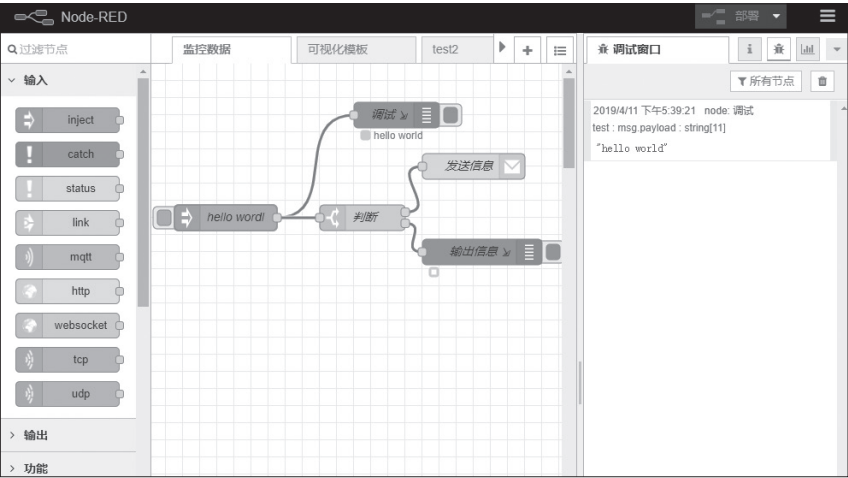 Node-RED
部署
过滤节点
监控数据
可视化模板
test2
调试窗口
i
输入
所有节点
inject
catch
status
link
mqtt
http
websocket
tcp
udp
输出
功能
调试
hello world
发送信息
hello wordl
判断
输出信息
2019/4/11 下午5:39:21 node: 调试
test : msg.payload : string[11]
"hello world"